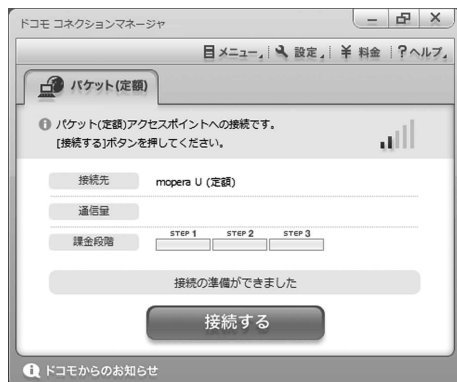 ドコモ コネクションマネージャ
メニュー 設定 ¥ 料金 ? ヘルプ
パケット(定額)
パケット(定額)アクセスポイントへの接続です。
[接続する]ボタンを押してください。
接続先 mopera U (定額)
通信量
課金段階 STEP 1 STEP 2 STEP 3
接続の準備ができました
接続する
ドコモからのお知らせ